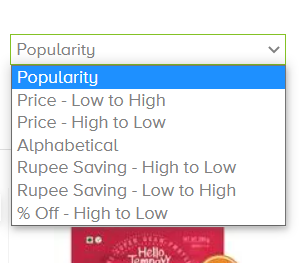 Popularity
Popularity
Price - Low to High
Price - High to Low
Alphabetical
Rupee Saving - High to Low
Rupee Saving - Low to High
% Off - High to Low
Hello
Tempayy